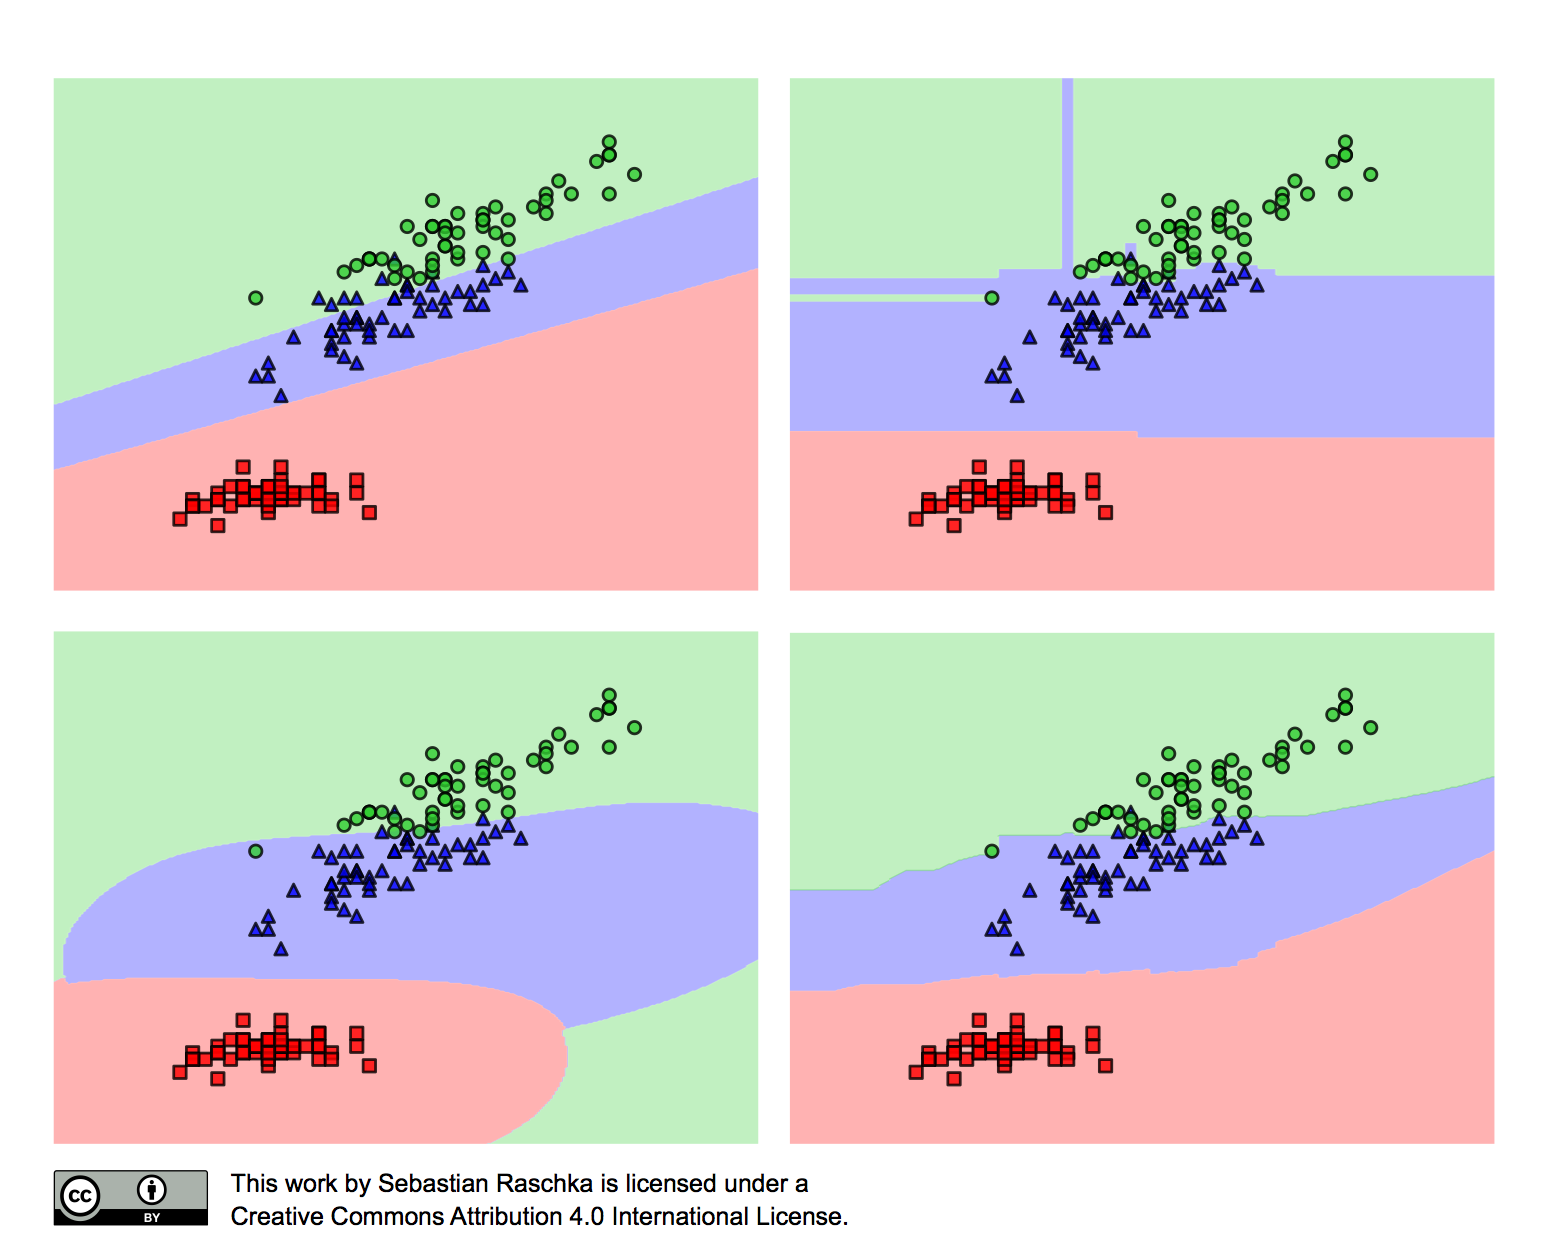 cc
BY
This work by Sebastian Raschka is licensed under a
Creative Commons Attribution 4.0 International License.